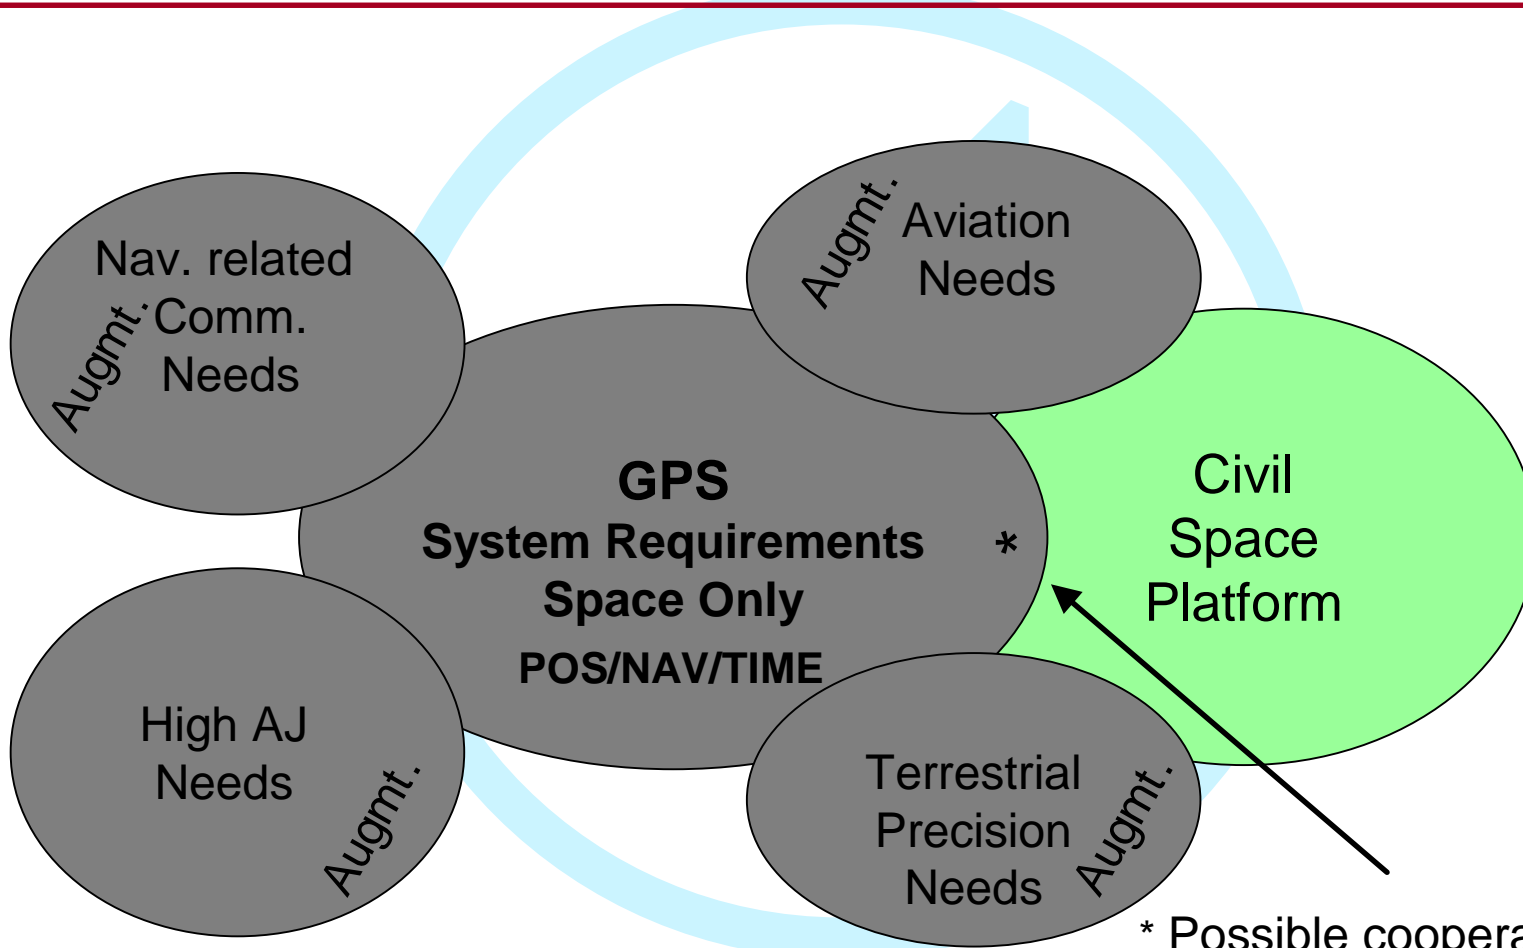 Nav. related
Comm.
Needs
Augmt.
Augmt.
Aviation
Needs
GPS
System Requirements
Space Only
POS/NAV/TIME
*
Civil
Space
Platform
High AJ
Needs
Augmt.
Terrestrial
Precision
Needs
Augmt.
* Possible